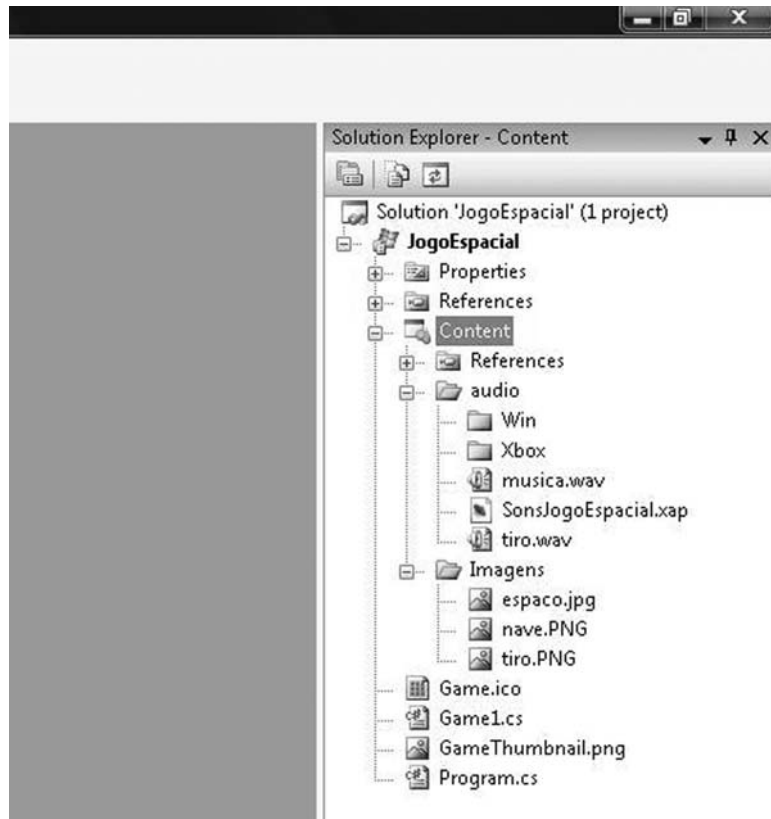 Solution Explorer - Content
Solution 'JogoEspacial' (1 project)
JogoEspacial
Properties
References
Content
References
audio
Win
Xbox
musica.wav
SonsJogoEspacial.xap
tiro.wav
Imagens
espaco.jpg
nave.PNG
tiro.PNG
Game.ico
Game1.cs
GameThumbnail.png
Program.cs